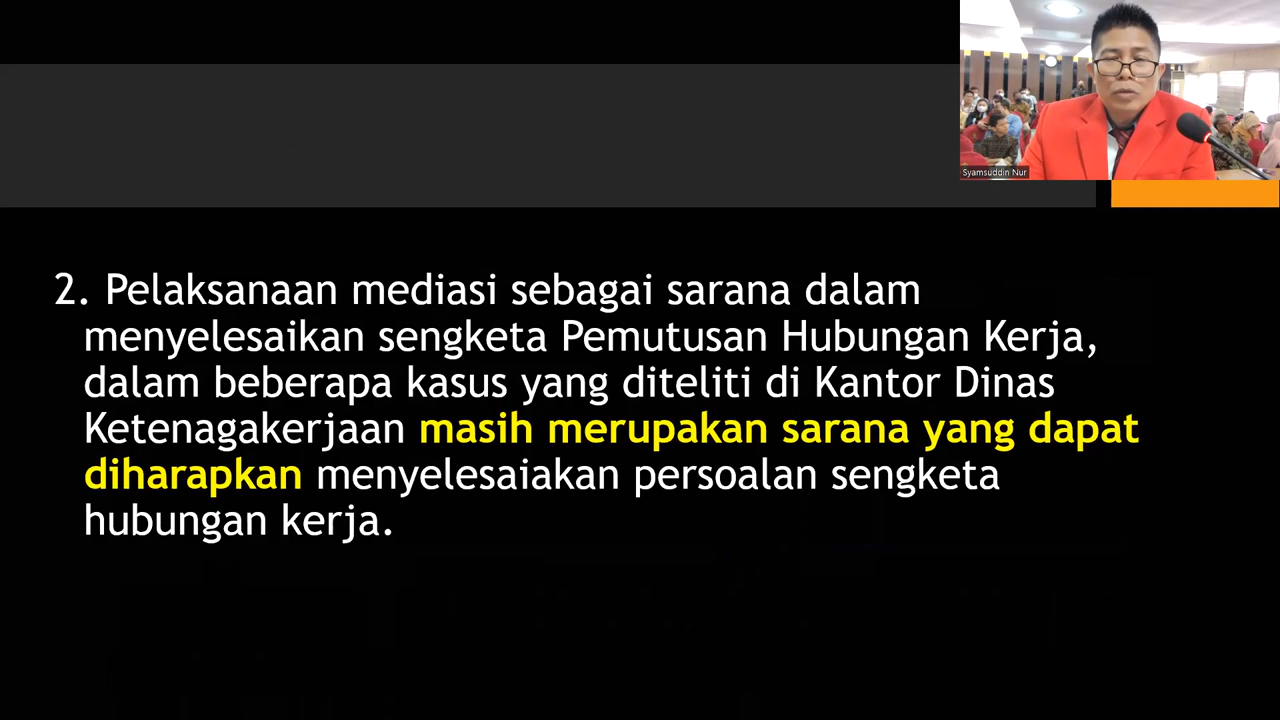 Syamsuddin Nur
2. Pelaksanaan mediasi sebagai sarana dalam
menyelesaikan sengketa Pemutusan Hubungan Kerja,
dalam beberapa kasus yang diteliti di Kantor Dinas
Ketenagakerjaan masih merupakan sarana yang dapat
diharapkan menyelesaiakan persoalan sengketa
hubungan kerja.